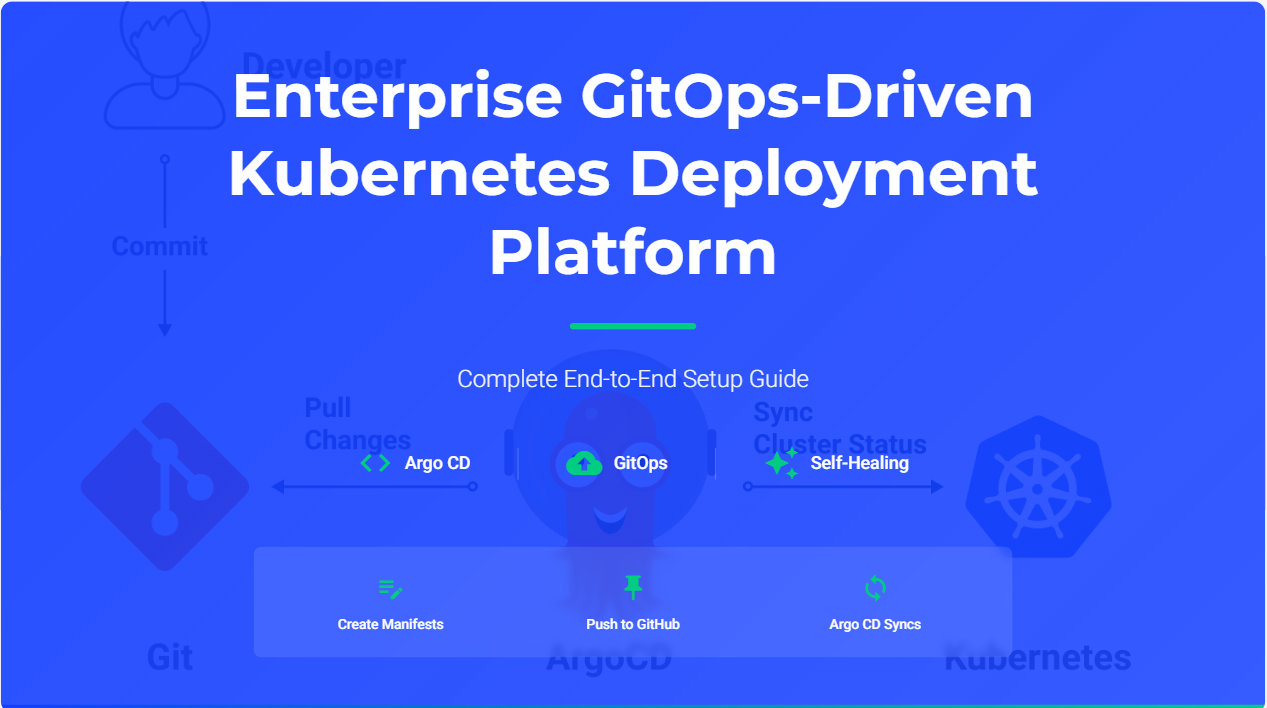 Developer
Enterprise GitOps-Driven
Kubernetes Deployment
Platform
Commit
Complete End-to-End Setup Guide
Pull
Changes
Sync
Cluster Status
Argo CD
GitOps
Self-Healing
Create Manifests
Push to GitHub
Argo CD Syncs
Git
ArgoCD
Kubernetes